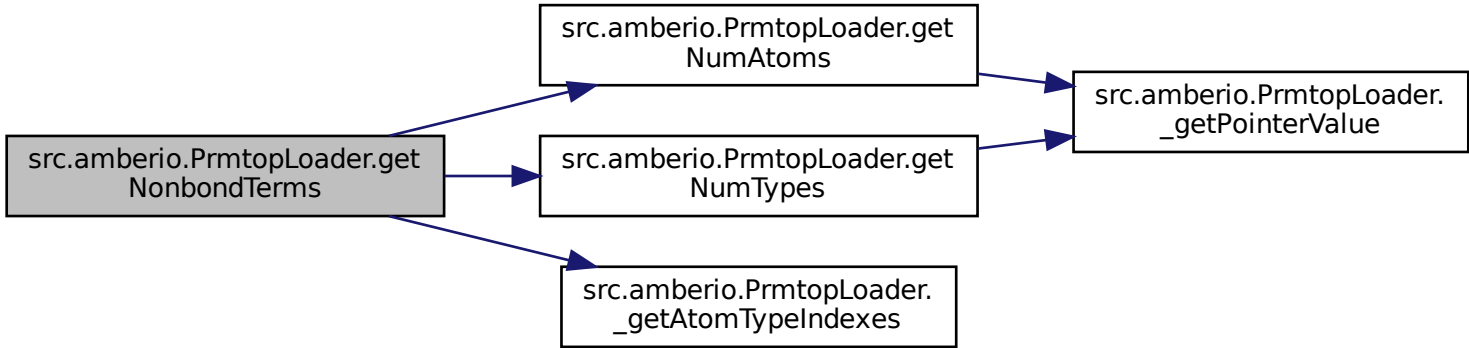 src.amberio.PrmtopLoader.get
NonbondTerms
src.amberio.PrmtopLoader.get
NumAtoms
src.amberio.PrmtopLoader.get
NumTypes
src.amberio.PrmtopLoader.
_getAtomTypeIndexes
src.amberio.PrmtopLoader.
_getPointerValue